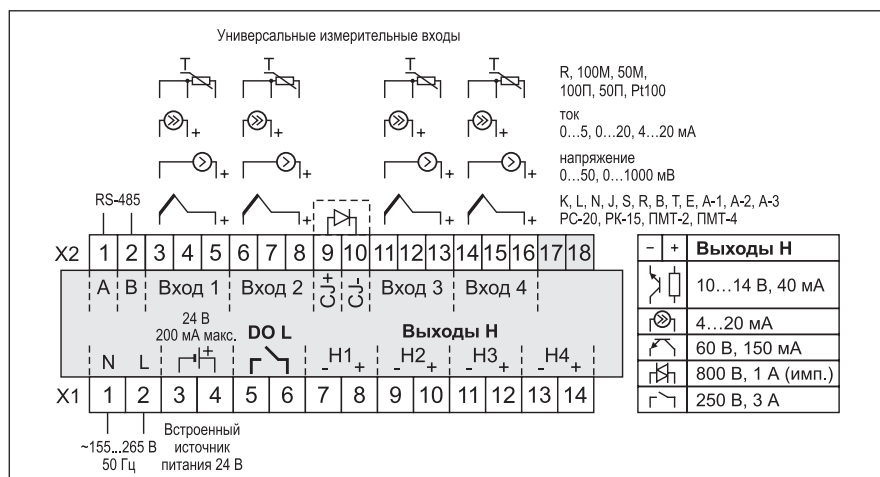 Универсальные измерительные входы
T T T T
R, 100М, 50М,
100П, 50П, Pt100
ток
0...5, 0...20, 4...20 мА
+ + + +
напряжение
0...50, 0...1000 мВ
+ + + +
RS-485
K, L, N, J, S, R, B, T, E, A-1, A-2, A-3
РС-20, РК-15, ПМТ-2, ПМТ-4
+ + + +
X2 1 2 3 4 5 6 7 8 9 10 11 12 13 14 15 16 17 18
A B Вход 1 Вход 2 CJ+ CJ- Вход 3 Вход 4
24 В
200 мА макс.
DO L
Выходы Н
N L + H1 H2 H3 H4
- + - + - + - +
X1 1 2 3 4 5 6 7 8 9 10 11 12 13 14
~155...265 В
50 Гц
Встроенный
источник
питания 24 В
− + Выходы Н
10...14 В, 40 мА
4...20 мА
60 В, 150 мА
800 В, 1 А (имп.)
250 В, 3 А